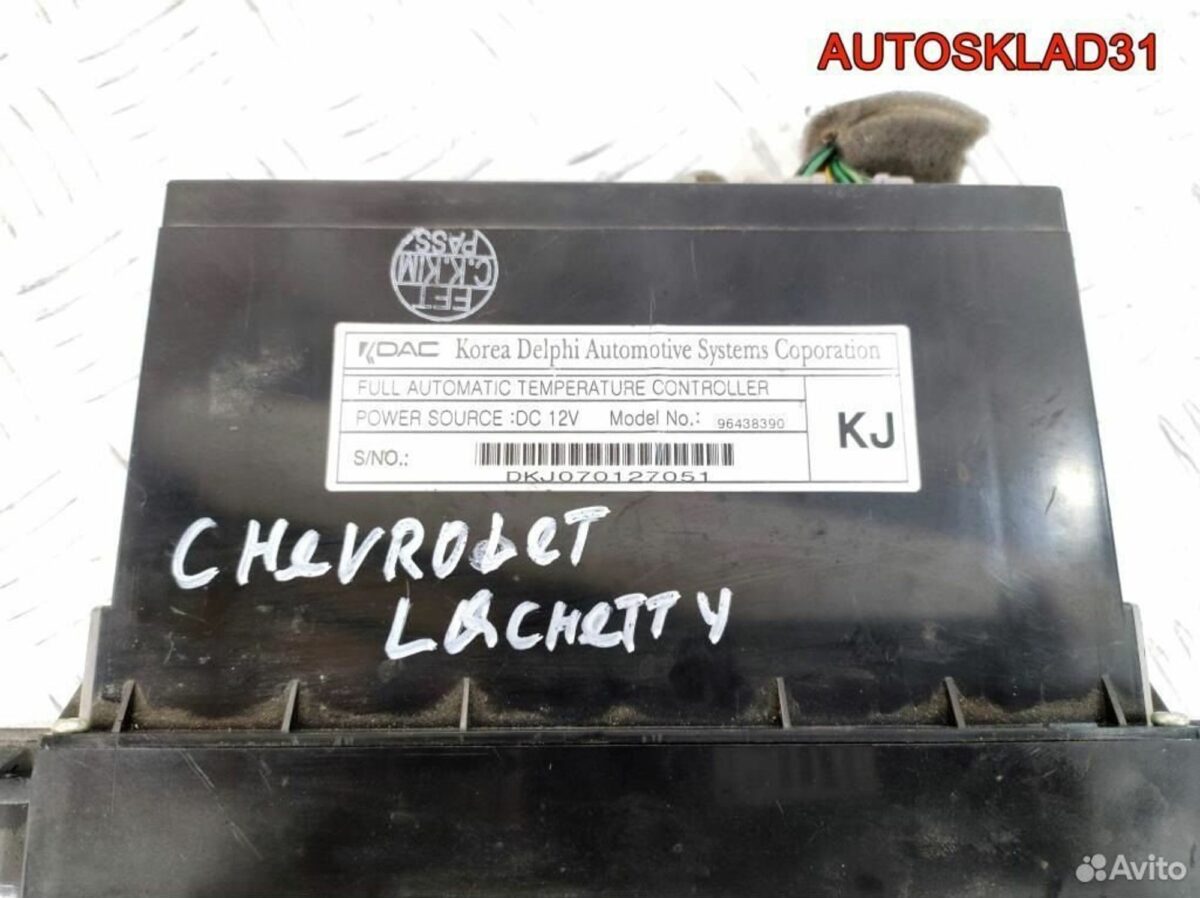 AUTOSKLAD31
PASS
C.K.KIM
EFT
KDAC Korea Delphi Automotive Systems Coporation
FULL AUTOMATIC TEMPERATURE CONTROLLER
POWER SOURCE :DC 12V Model No.: 96438390
KJ
S/NO.:
DKJ070127051
CHeVROLeT
LaCHeTTY
Avito